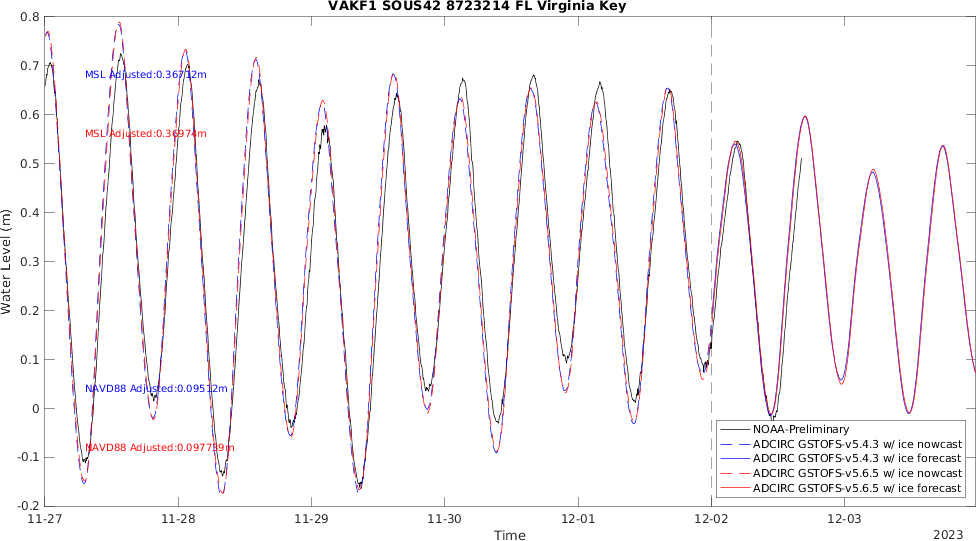 VAKF1 SOUS42 8723214 FL Virginia Key
0.8
0.7
0.6
0.5
0.4
0.3
0.2
0.1
0
-0.1
-0.2
Water Level (m)
MSL Adjusted:0.36712m
MSL Adjusted:0.36974m
NAVD88 Adjusted:0.09512m
NAVD88 Adjusted:0.097739m
NOAA-Preliminary
ADCIRC GSTOFS-v5.4.3 w/ ice nowcast
ADCIRC GSTOFS-v5.4.3 w/ ice forecast
ADCIRC GSTOFS-v5.6.5 w/ ice nowcast
ADCIRC GSTOFS-v5.6.5 w/ ice forecast
11-27 11-28 11-29 11-30 12-01 12-02 12-03
Time
2023